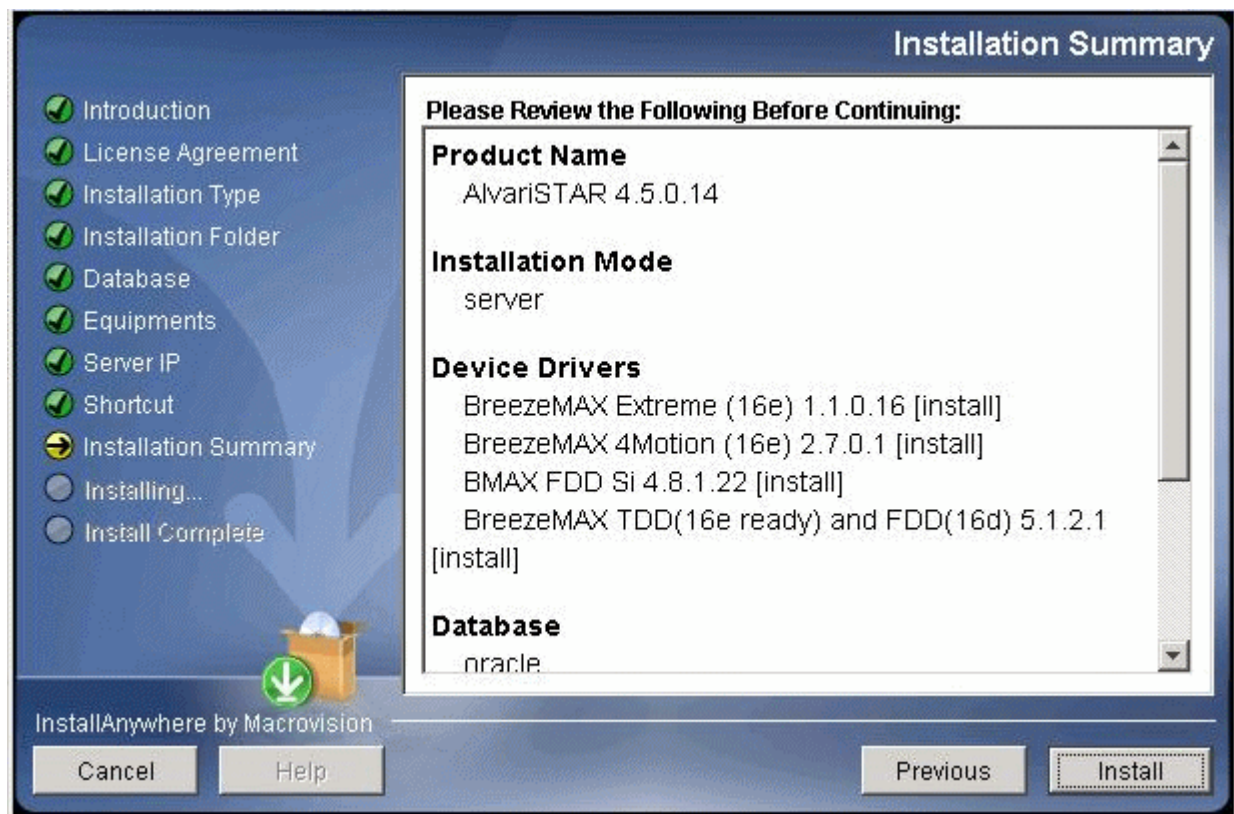 Installation Summary
Introduction
License Agreement
Installation Type
Installation Folder
Database
Equipments
Server IP
Shortcut
Installation Summary
Installing...
Install Complete
Please Review the Following Before Continuing:
Product Name
AlvariSTAR 4.5.0.14
Installation Mode
server
Device Drivers
BreezeMAX Extreme (16e) 1.1.0.16 [install]
BreezeMAX 4Motion (16e) 2.7.0.1 [install]
BMAX FDD Si 4.8.1.22 [install]
BreezeMAX TDD(16e ready) and FDD(16d) 5.1.2.1
[install]
Database
oracle
InstallAnywhere by Macrovision
Cancel
Help
Previous
Install